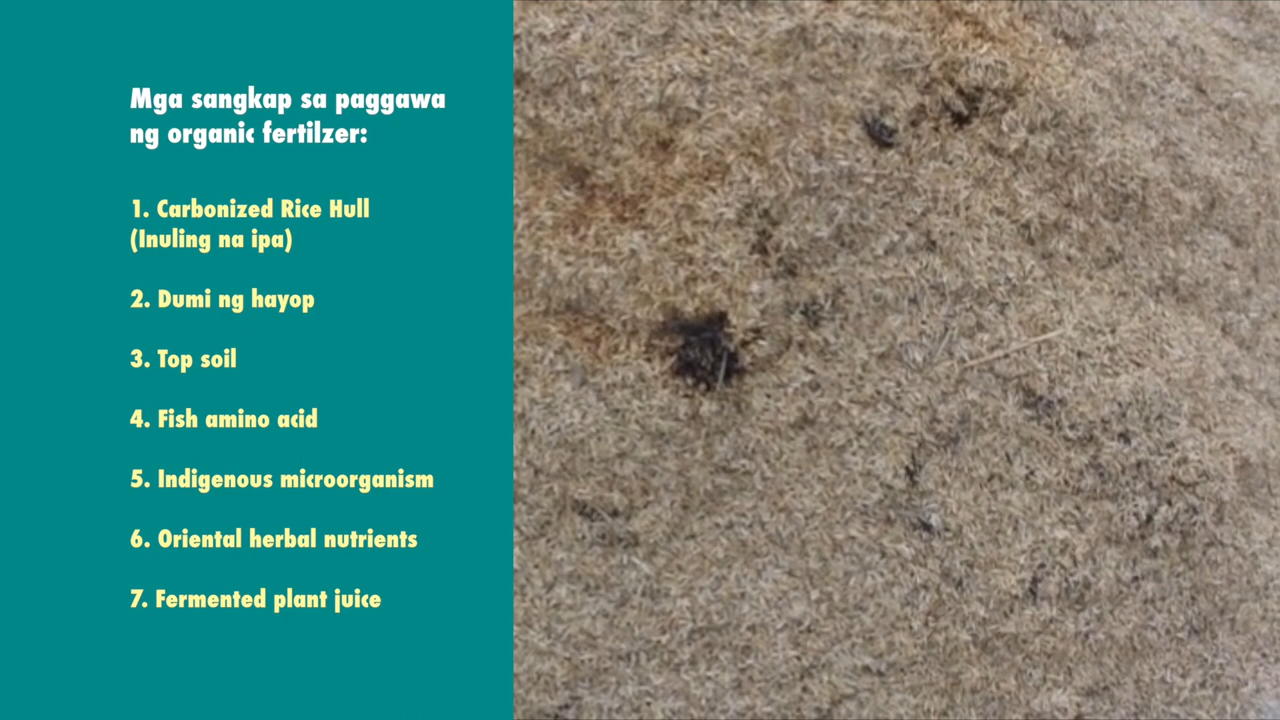 Mga sangkap sa paggawa
ng organic fertilzer:
1. Carbonized Rice Hull
(Inuling na ipa)
2. Dumi ng hayop
3. Top soil
4. Fish amino acid
5. Indigenous microorganism
6. Oriental herbal nutrients
7. Fermented plant juice